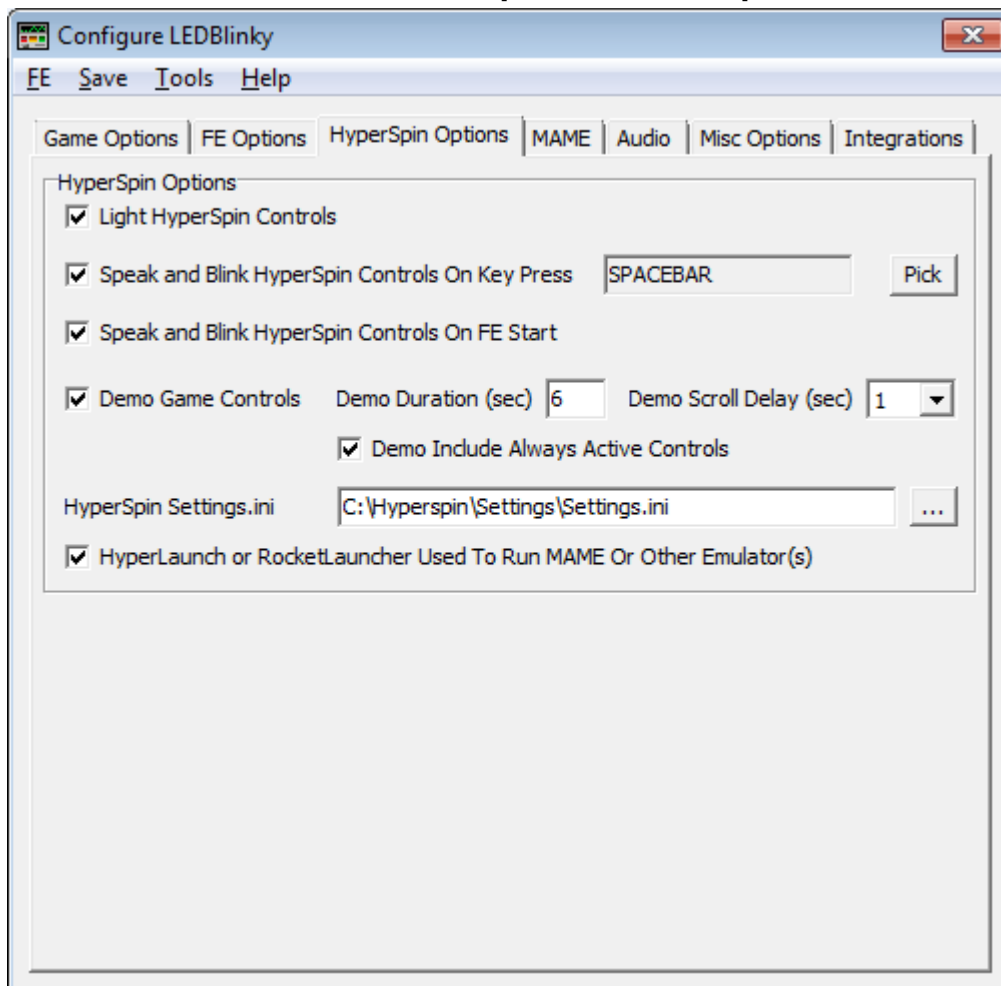 Configure LEDBlinky
FE Save Tools Help
Game Options FE Options HyperSpin Options MAME Audio Misc Options Integrations
HyperSpin Options
Light HyperSpin Controls
Speak and Blink HyperSpin Controls On Key Press SPACEBAR Pick
Speak and Blink HyperSpin Controls On FE Start
Demo Game Controls Demo Duration (sec) 6 Demo Scroll Delay (sec) 1
Demo Include Always Active Controls
HyperSpin Settings.ini C:\Hyperspin\Settings\Settings.ini ...
HyperLaunch or RocketLauncher Used To Run MAME Or Other Emulator(s)